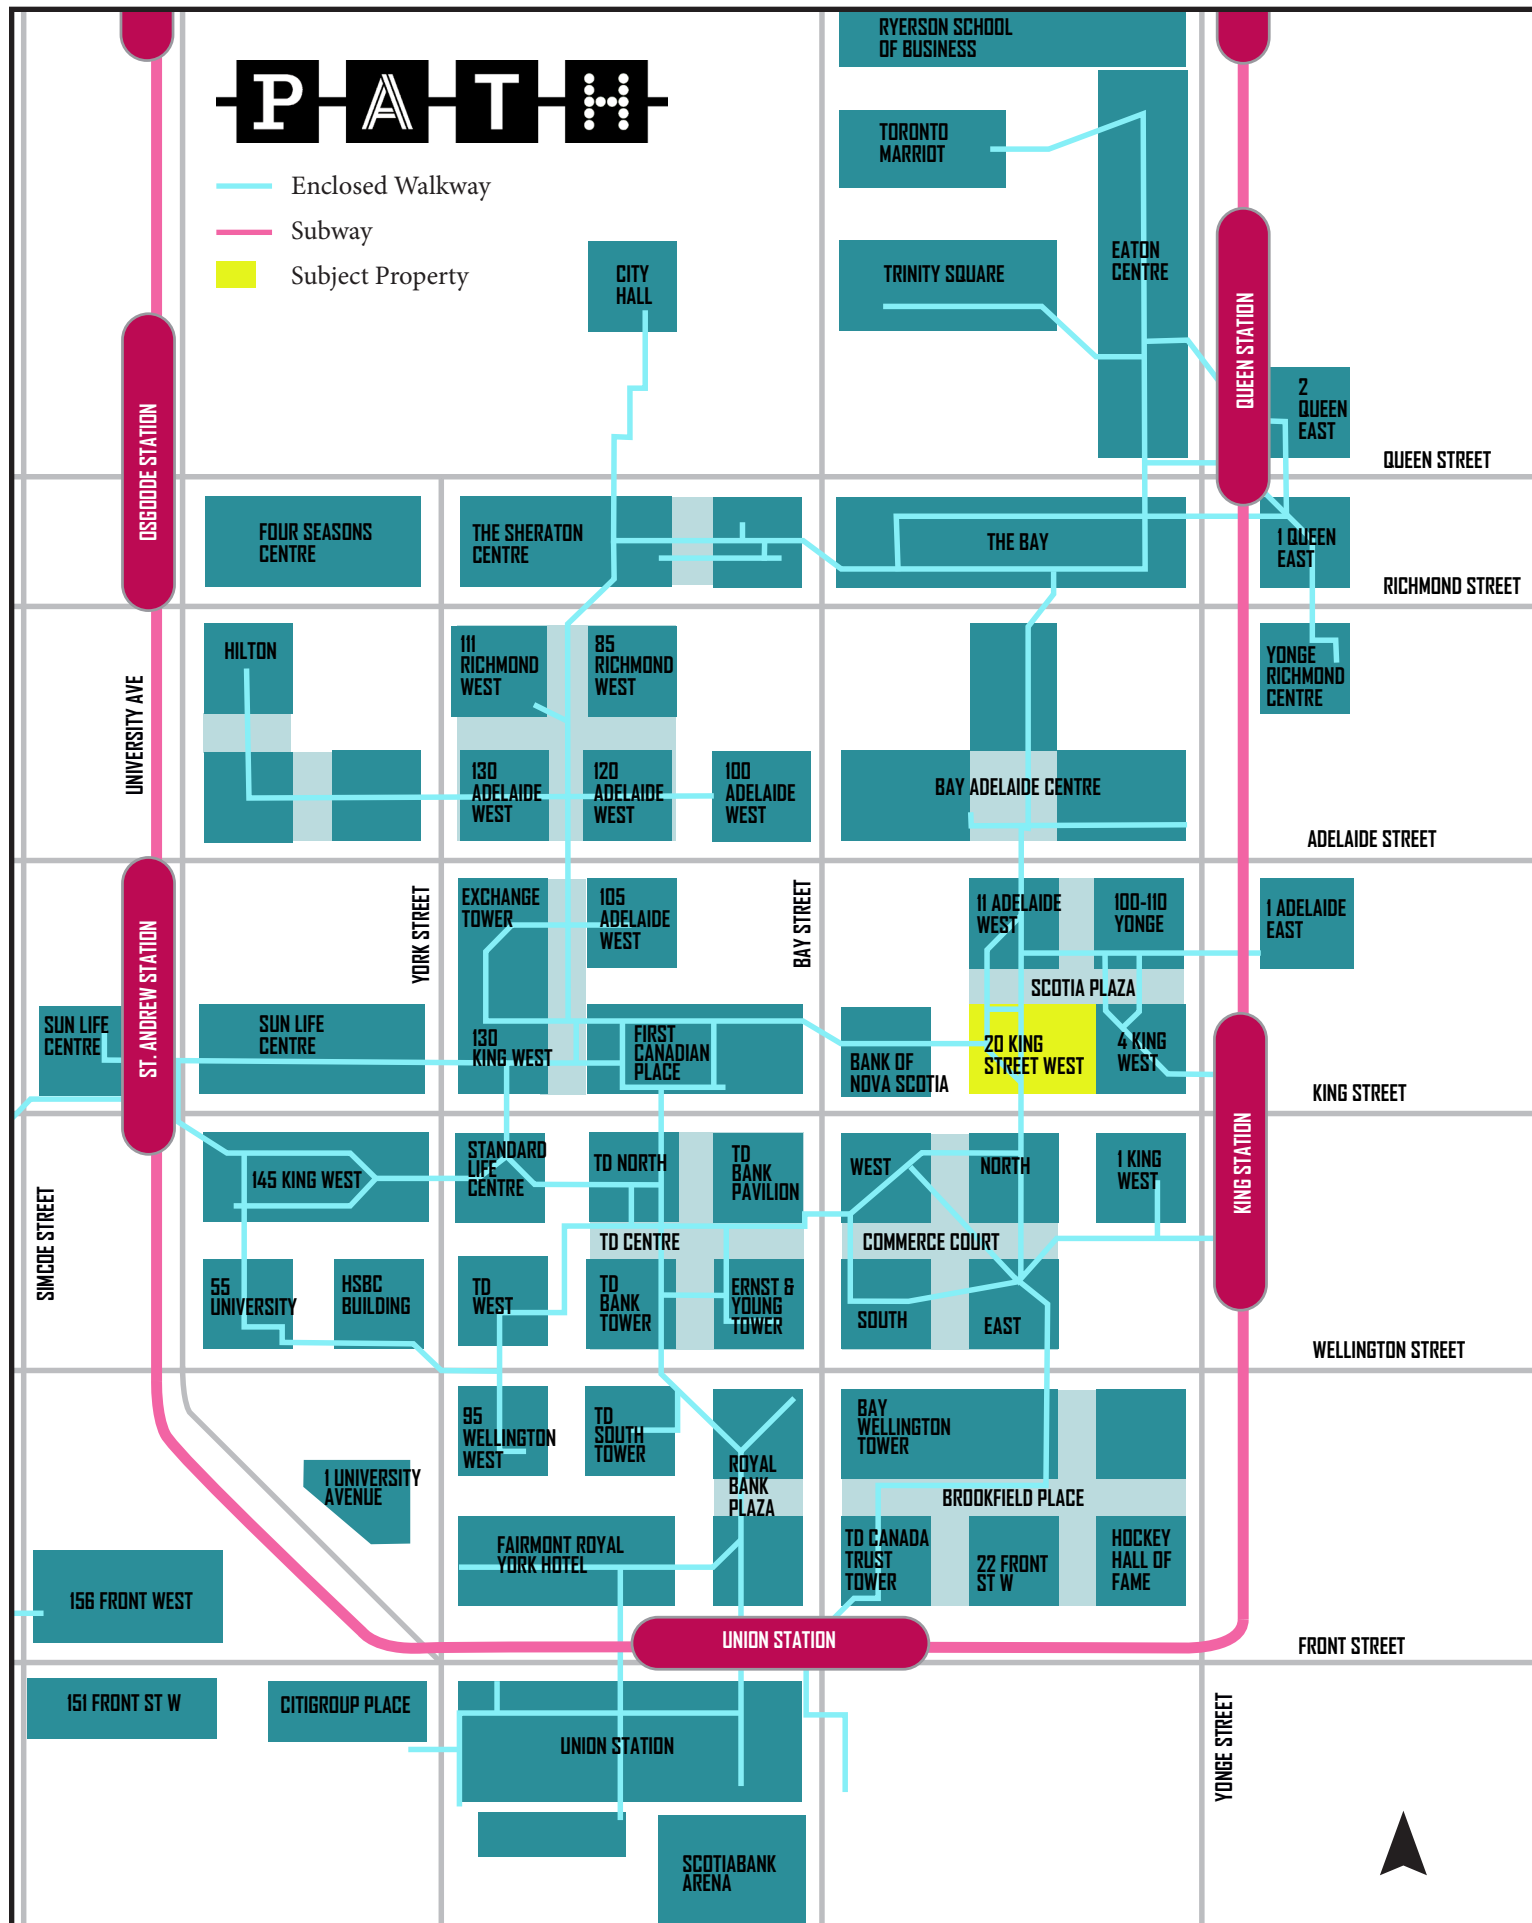 RYERSON SCHOOL
OF BUSINESS
PATH
Enclosed Walkway
Subway
Subject Property
TORONTO
MARRIOT
CITY
HALL
TRINITY SQUARE
EATON
CENTRE
QUEEN STATION
2
QUEEN
EAST
OSGOODE STATION
QUEEN STREET
FOUR SEASONS
CENTRE
THE SHERATON
CENTRE
THE BAY
1 QUEEN
EAST
RICHMOND STREET
HILTON
111
RICHMOND
WEST
85
RICHMOND
WEST
YONGE
RICHMOND
CENTRE
UNIVERSITY AVE
130
ADELAIDE
WEST
120
ADELAIDE
WEST
100
ADELAIDE
WEST
BAY ADELAIDE CENTRE
ADELAIDE STREET
YORK STREET
EXCHANGE
TOWER
105
ADELAIDE
WEST
BAY STREET
11 ADELAIDE
WEST
100-110
YONGE
1 ADELAIDE
EAST
ST. ANDREW STATION
SCOTIA PLAZA
SUN LIFE
CENTRE
SUN LIFE
CENTRE
130
KING WEST
FIRST
CANADIAN
PLACE
BANK OF
NOVA SCOTIA
20 KING
STREET WEST
4 KING
WEST
KING STREET
145 KING WEST
STANDARD
LIFE
CENTRE
TD NORTH
TD
BANK
PAVILION
WEST
NORTH
1 KING
WEST
KING STATION
SIMCOE STREET
TD CENTRE
COMMERCE COURT
55
UNIVERSITY
HSBC
BUILDING
TD
WEST
TD
BANK
TOWER
ERNST &
YOUNG
TOWER
SOUTH
EAST
WELLINGTON STREET
95
WELLINGTON
WEST
TD
SOUTH
TOWER
ROYAL
BANK
PLAZA
BAY
WELLINGTON
TOWER
1 UNIVERSITY
AVENUE
BROOKFIELD PLACE
FAIRMONT ROYAL
YORK HOTEL
TD CANADA
TRUST
TOWER
22 FRONT
ST W
HOCKEY
HALL OF
FAME
156 FRONT WEST
UNION STATION
FRONT STREET
151 FRONT ST W
CITIGROUP PLACE
UNION STATION
YONGE STREET
SCOTIABANK
ARENA